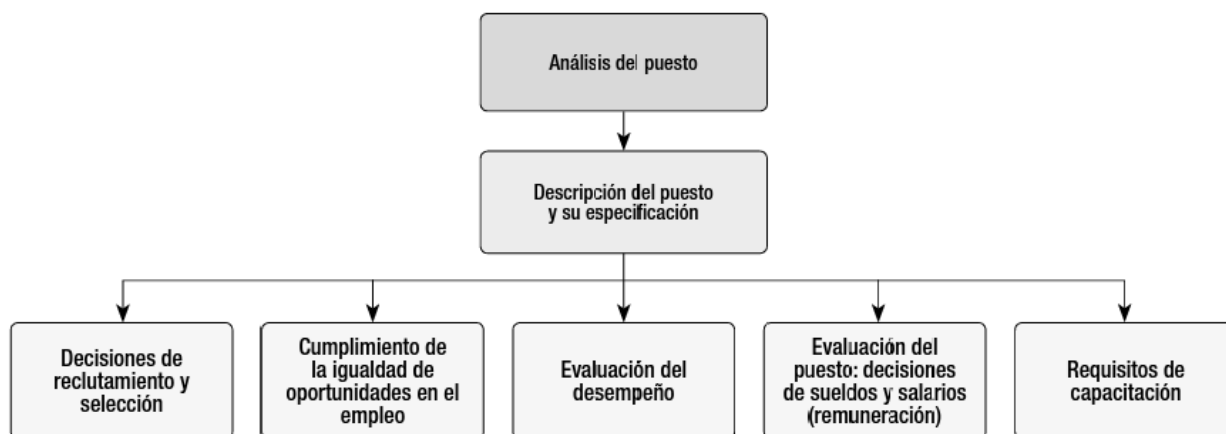 Análisis del puesto
Descripción del puesto
y su especificación
Decisiones de
reclutamiento y
selección
Cumplimiento de
la igualdad de
oportunidades en el
empleo
Evaluación del
desempeño
Evaluación del
puesto: decisiones
de sueldos y salarios
(remuneración)
Requisitos de
capacitación